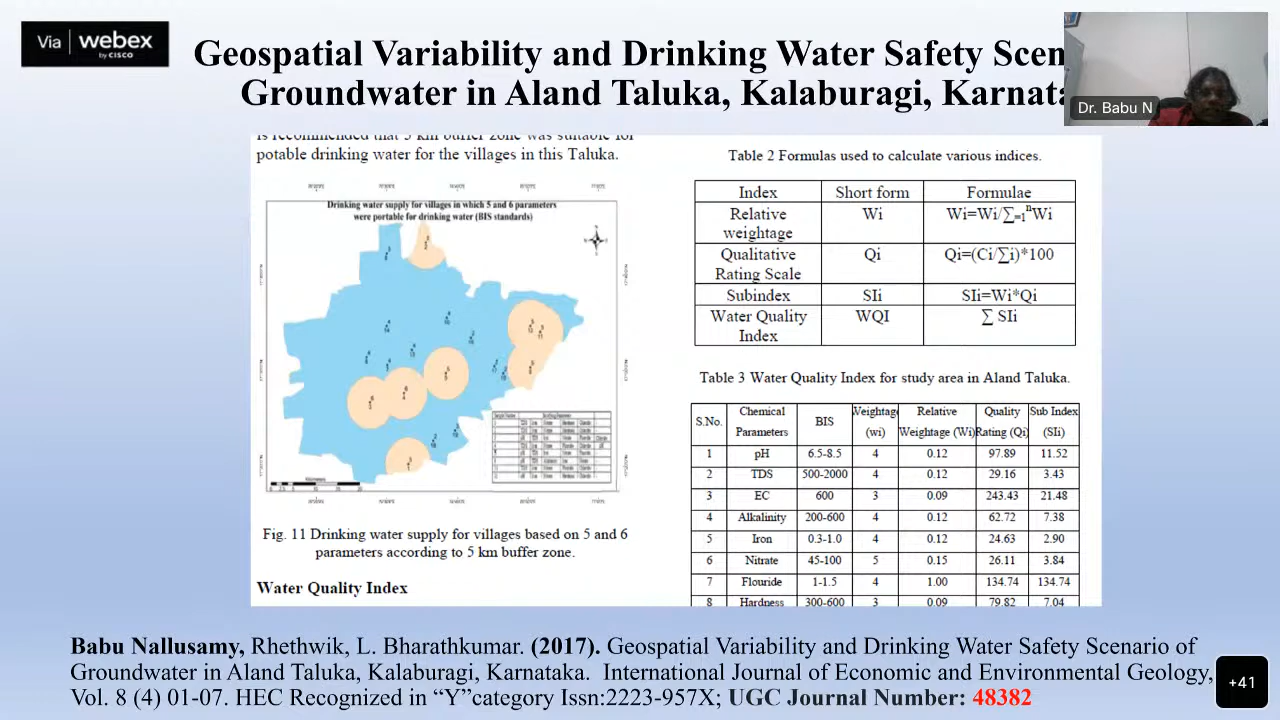 Via webex
by CISCO
Geospatial Variability and Drinking Water Safety
Groundwater in Aland Taluka, Kalaburagi,
Dr. Babu N
is recommended that 5 km buffer zone was suitable for
potable drinking water for the villages in this Taluka.
Drinking water supply for villages in which 5 and 6 parameters
were portable for drinking water (BIS standards)
Fig. 11 Drinking water supply for villages based on 5 and 6
parameters according to 5 km buffer zone.
Water Quality Index
Table 2 Formulas used to calculate various indices.
Index Short form Formulae
Relative weightage Wi Wi=Wi/∑=1ⁿWi
Qualitative Rating Scale Qi Qi=(Ci/∑i)*100
Subindex SIi SIi=Wi*Qi
Water Quality Index WQI ∑ SIi
Table 3 Water Quality Index for study area in Aland Taluka.
S.No. Chemical Parameters BIS Weightag (wi) Relative Weightage (Wi) Quality Rating (Qi Sub Index (SIi)
1 pH 6.5-8.5 4 0.12 97.89 11.52
2 TDS 500-2000 4 0.12 29.16 3.43
3 EC 600 3 0.09 243.43 21.48
4 Alkalinity 200-600 4 0.12 62.72 7.38
5 Iron 0.3-1.0 4 0.12 24.63 2.90
6 Nitrate 45-100 5 0.15 26.11 3.84
7 Flouride 1-1.5 4 1.00 134.74 134.74
8 Hardness 300-600 3 0.09 79.82 7.04
Babu Nallusamy, Rhethwik, L. Bharathkumar. (2017). Geospatial Variability and Drinking Water Safety Scenario of
Groundwater in Aland Taluka, Kalaburagi, Karnataka. International Journal of Economic and Environmental Geology,
Vol. 8 (4) 01-07. HEC Recognized in “Y”category Issn:2223-957X; UGC Journal Number: 48382
+41